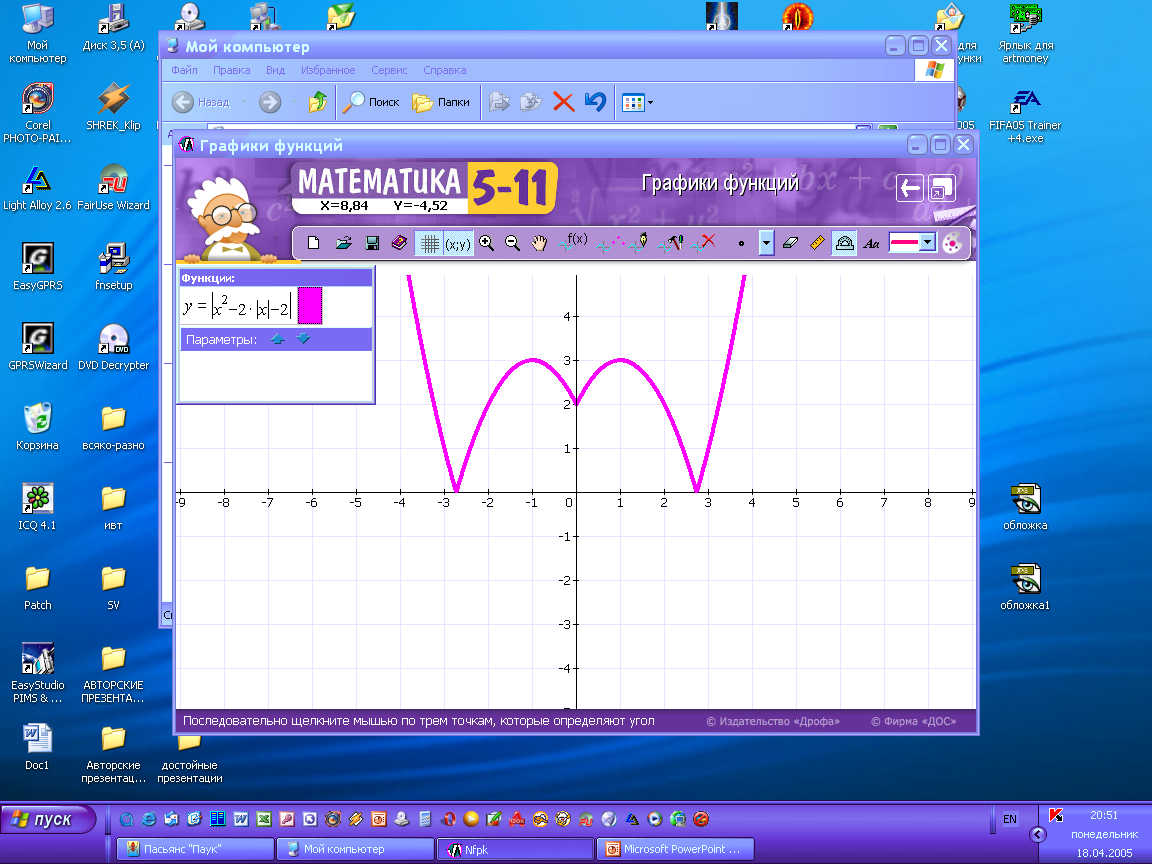 Мой компьютер
Диск 3,5 (A)
Ярлык для artmoney
Corel PHOTO-PAI...
SHREK_Klip
FIFA05 Trainer +4.exe
Light Alloy 2.6
FairUse Wizard
EasyGPRS
fnsetup
GPRSWizard
DVD Decrypter
Корзина
всяко-разно
ICQ 4.1
ивт
обложка
Patch
SV
обложка1
EasyStudio PIMS & ...
АВТОРСКИЕ ПРЕЗЕНТА...
Doc1
Авторские презентац...
достойные презентации
Мой компьютер
Файл Правка Вид Избранное Сервис Справка
Назад Поиск Папки
Графики функций
МАТЕМАТИКА 5-11
X=8,84 Y=-4,52
Графики функций
f(x)
(x;y)
Aa
Функции:
y = |x²-2·|x|-2|
Параметры:
4
3
2
1
-9 -8 -7 -6 -5 -4 -3 -2 -1 0 1 2 3 4 5 6 7 8 9
-1
-2
-3
-4
Последовательно щелкните мышью по трем точкам, которые определяют угол
© Издательство «Дрофа» © Фирма «ДОС»
пуск
EN
20:51
понедельник
18.04.2005
Пасьянс "Паук"
Мой компьютер
Nfpk
Microsoft PowerPoint ...